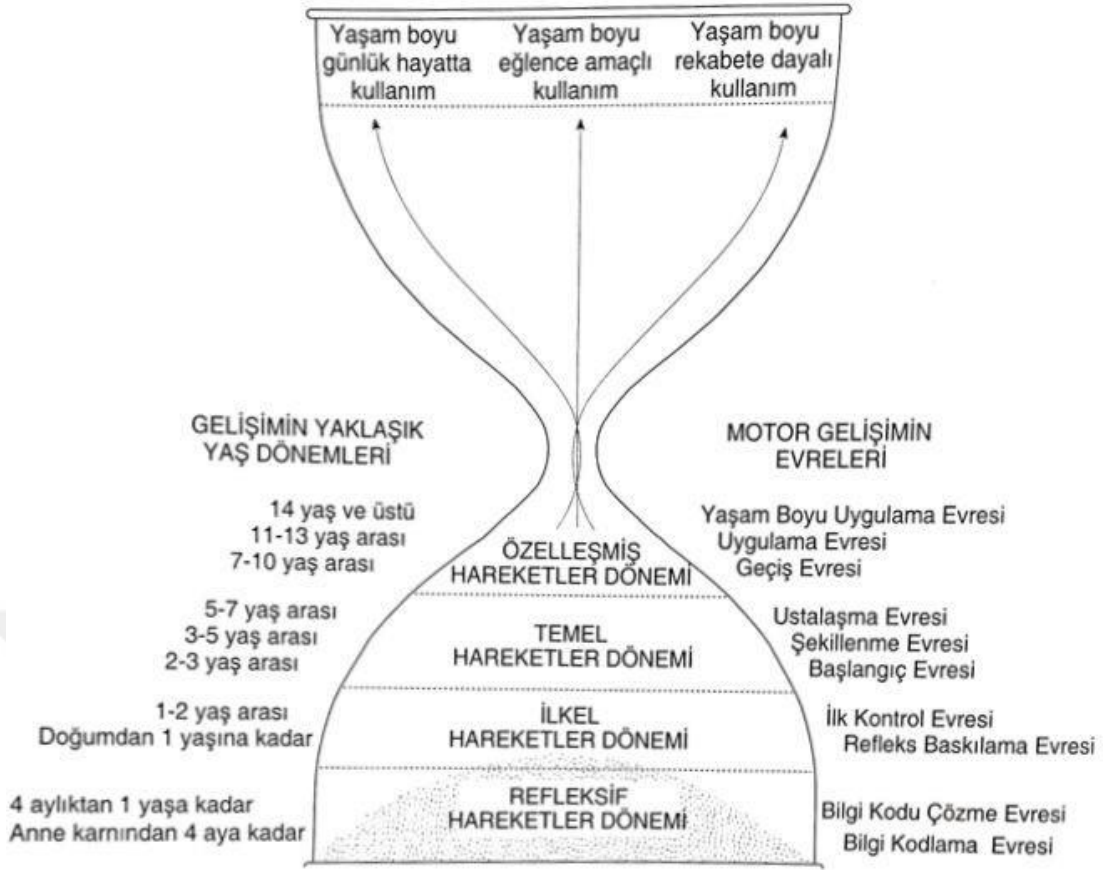 Yaşam boyu
günlük hayatta
kullanım
Yaşam boyu
eğlence amaçlı
kullanım
Yaşam boyu
rekabete dayalı
kullanım
GELİŞİMİN YAKLAŞIK
YAŞ DÖNEMLERİ
MOTOR GELİŞİMİN
EVRELERİ
14 yaş ve üstü
11-13 yaş arası
7-10 yaş arası
ÖZELLEŞMİŞ
HAREKETLER DÖNEMİ
Yaşam Boyu Uygulama Evresi
Uygulama Evresi
Geçiş Evresi
5-7 yaş arası
3-5 yaş arası
2-3 yaş arası
TEMEL
HAREKETLER DÖNEMİ
Ustalaşma Evresi
Şekillenme Evresi
Başlangıç Evresi
1-2 yaş arası
Doğumdan 1 yaşına kadar
İLKEL
HAREKETLER DÖNEMİ
İlk Kontrol Evresi
Refleks Baskılama Evresi
4 aylıktan 1 yaşa kadar
Anne karnından 4 aya kadar
REFLEKSİF
HAREKETLER DÖNEMİ
Bilgi Kodu Çözme Evresi
Bilgi Kodlama Evresi